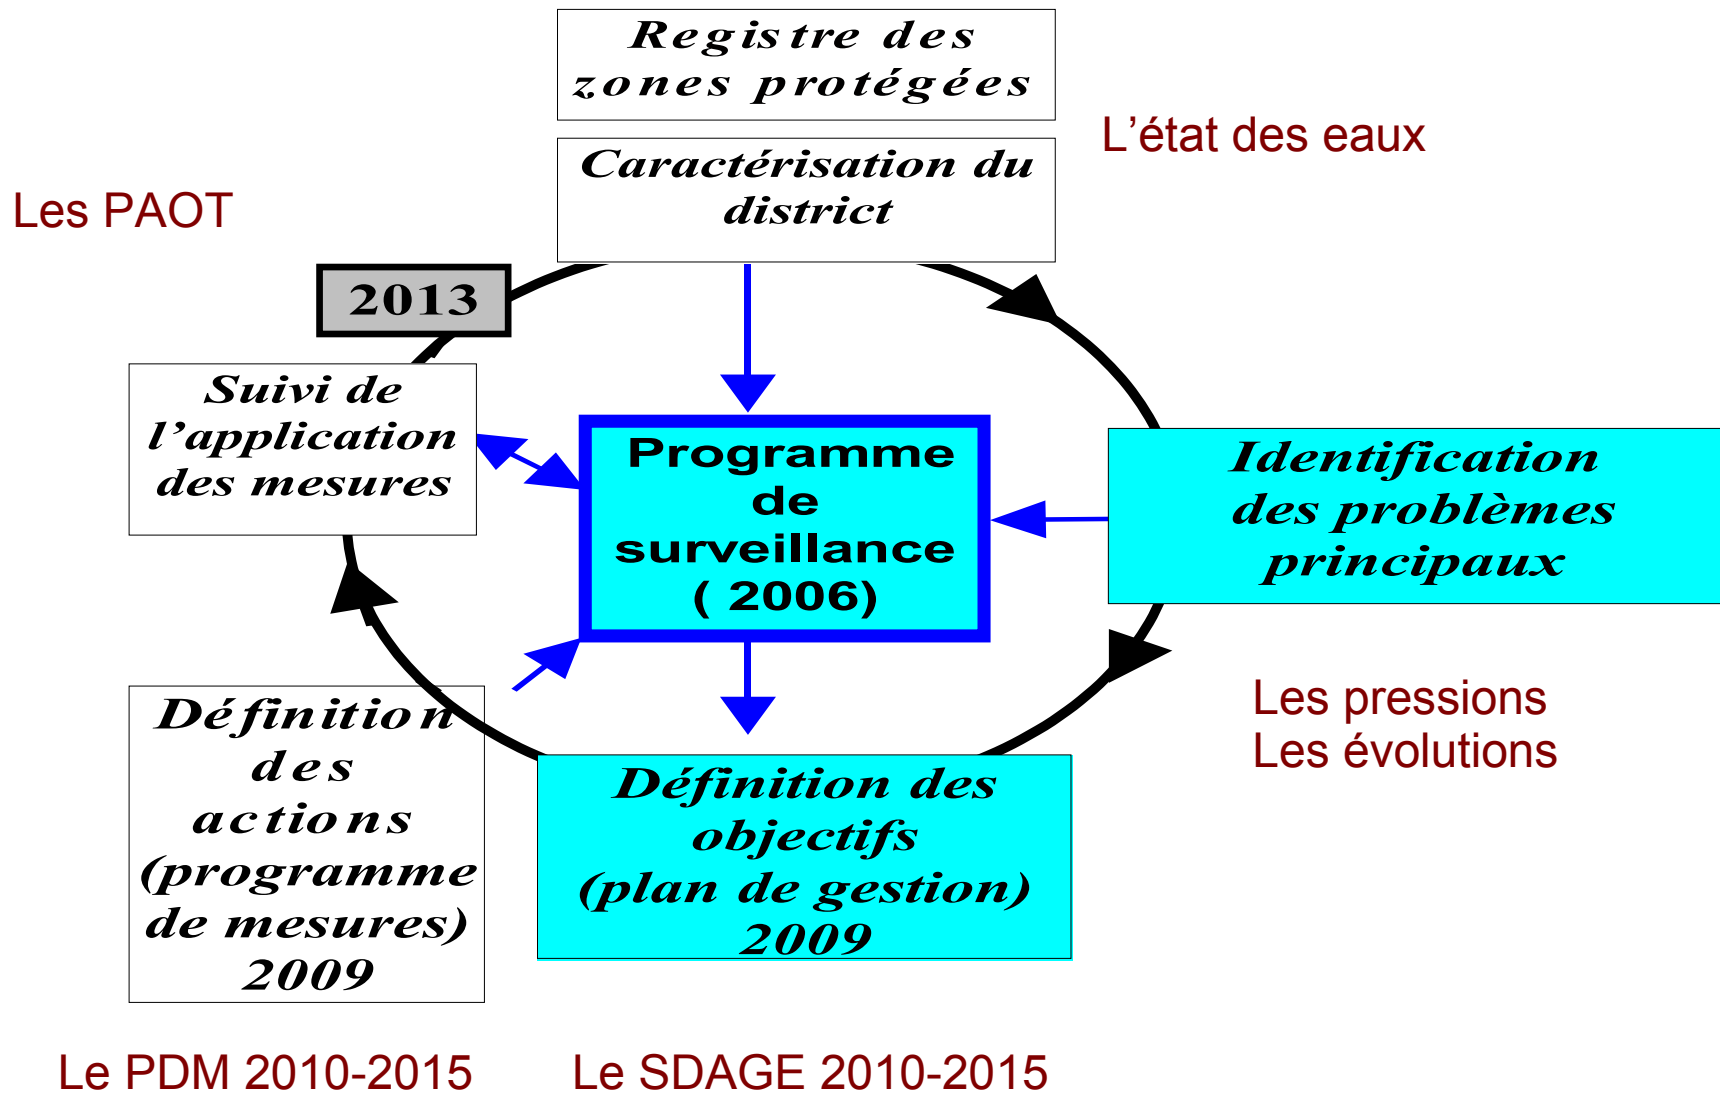 Registre des
zones protégées
L’état des eaux
Caractérisation du
district
Les PAOT
2013
Suivi de
l’application
des mesures
Programme
de
surveillance
( 2006)
Identification
des problèmes
principaux
Les pressions
Les évolutions
Définition
des
actions
(programme
de mesures)
2009
Définition des
objectifs
(plan de gestion)
2009
Le PDM 2010-2015
Le SDAGE 2010-2015